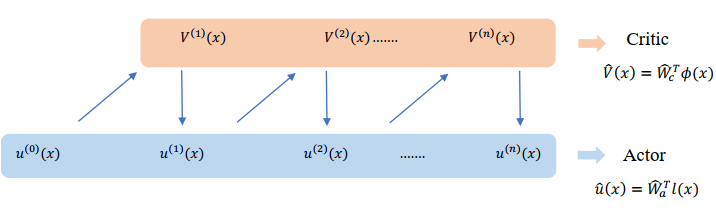 V⁽¹⁾(x) V⁽²⁾(x)....... V⁽ⁿ⁾(x)
Critic
V̂(x) = Ŵ_c^T ϕ(x)
u⁽⁰⁾(x) u⁽¹⁾(x) u⁽²⁾(x) ....... u⁽ⁿ⁾(x)
Actor
û(x) = Ŵ_a^T l(x)